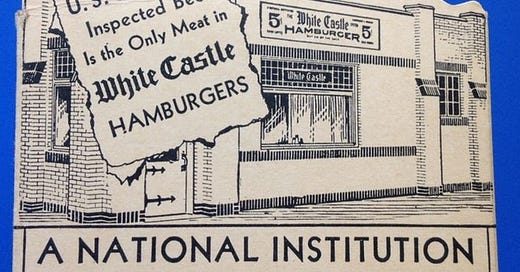 U.S.
Inspected Be
Is the Only Meat in
White Castle
HAMBURGERS
5¢ THE White Castle 5¢
HAMBURGER
White Castle
A NATIONAL INSTITUTION